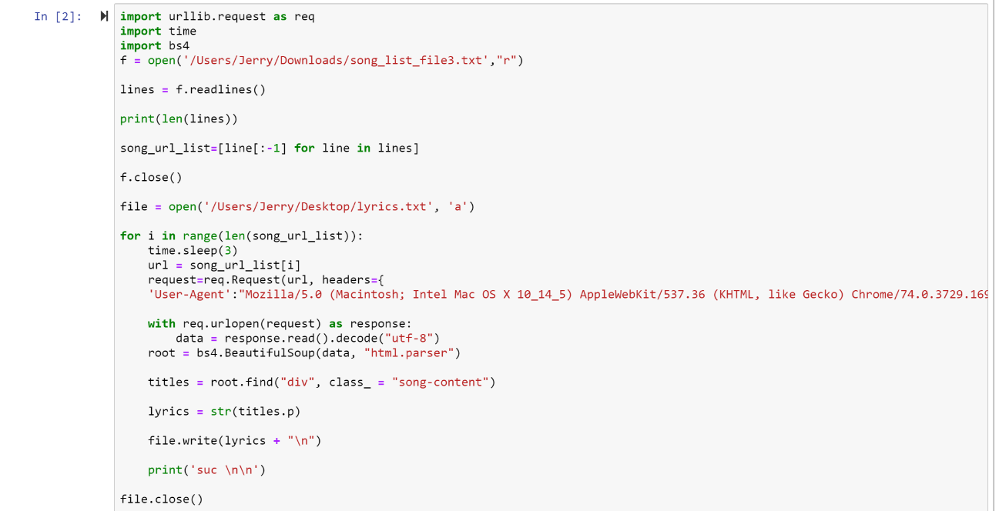 In [2]:
import urllib.request as req
import time
import bs4
f = open('/Users/Jerry/Downloads/song_list_file3.txt',"r")
lines = f.readlines()
print(len(lines))
song_url_list=[line[:-1] for line in lines]
f.close()
file = open('/Users/Jerry/Desktop/lyrics.txt', 'a')
for i in range(len(song_url_list)):
    time.sleep(3)
    url = song_url_list[i]
    request=req.Request(url, headers={
    'User-Agent':"Mozilla/5.0 (Macintosh; Intel Mac OS X 10_14_5) AppleWebKit/537.36 (KHTML, like Gecko) Chrome/74.0.3729.169
    with req.urlopen(request) as response:
        data = response.read().decode("utf-8")
    root = bs4.BeautifulSoup(data, "html.parser")
    titles = root.find("div", class_ = "song-content")
    lyrics = str(titles.p)
    file.write(lyrics + "\n")
    print('suc \n\n')
file.close()